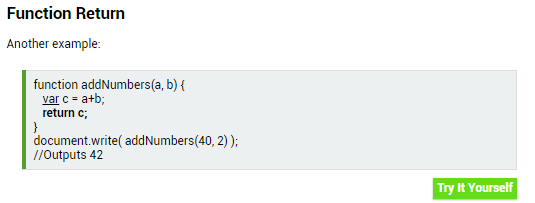 Function Return
Another example:
function addNumbers(a, b) {
var c = a+b;
return c;
}
document.write( addNumbers(40, 2) );
//Outputs 42
Try It Yourself